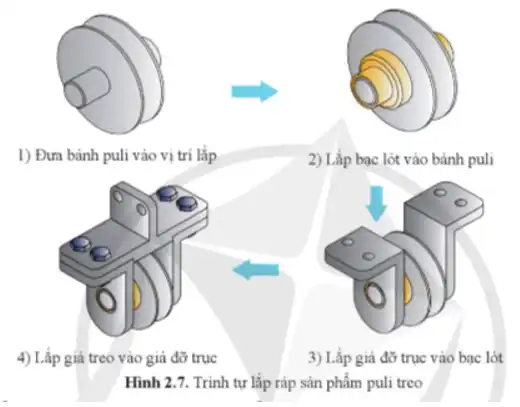 1) Đưa bánh puli vào vị trí lắp
2) Lắp bạc lót vào bánh puli
4) Lắp giá treo vào giá đỡ trục
3) Lắp giá đỡ trục vào bạc lót
Hình 2.7. Trình tự lắp ráp sản phẩm puli treo